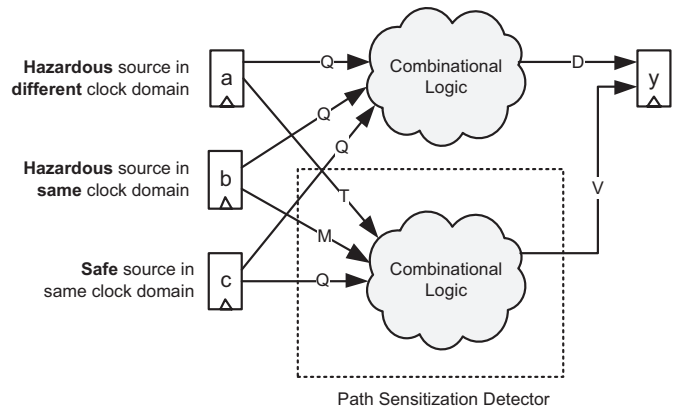 Hazardous source in
different clock domain
a
Q
Combinational
Logic
D
y
Q
Hazardous source in
same clock domain
b
Q
T
V
M
Safe source in
same clock domain
c
Q
Combinational
Logic
Path Sensitization Detector